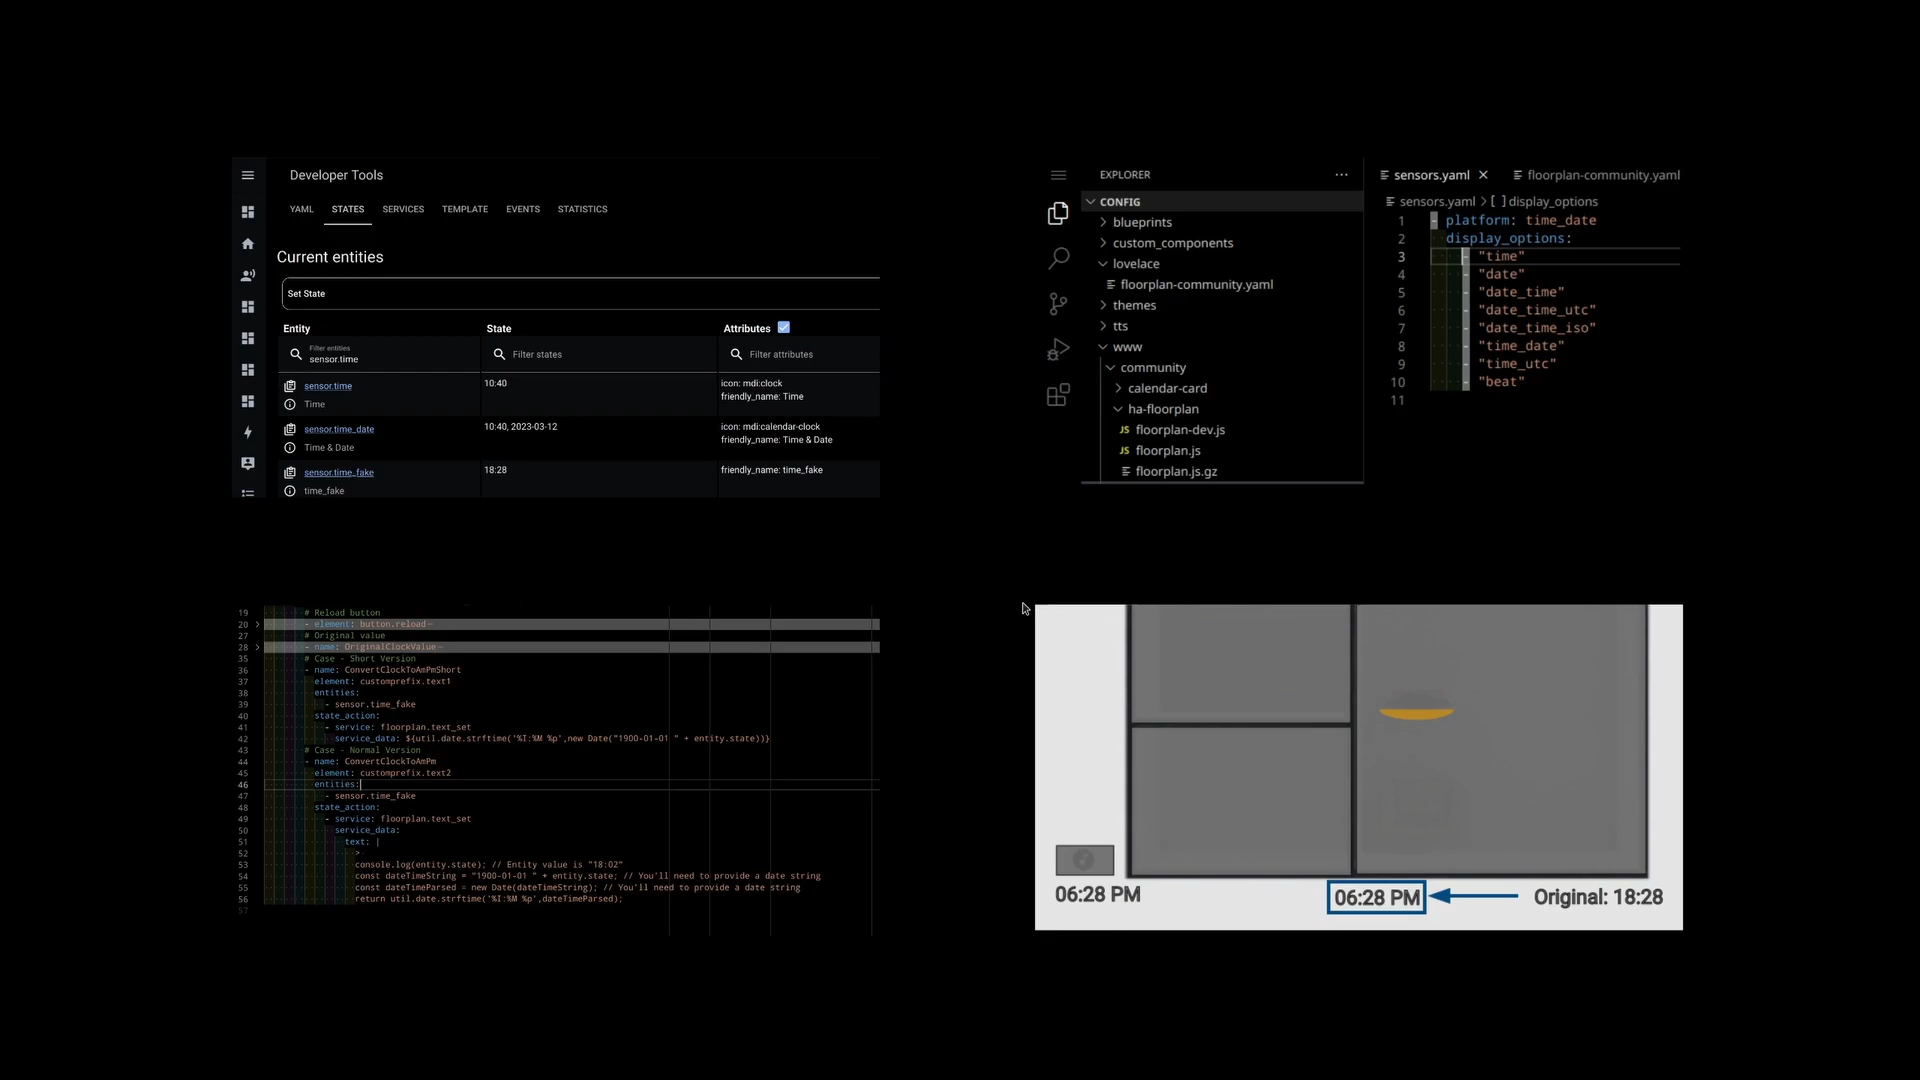 Developer Tools
YAML STATES SERVICES TEMPLATE EVENTS STATISTICS
Current entities
Set State
Entity State Attributes
Filter entities
sensor.time
Filter states
Filter attributes
sensor.time 10:40 icon: mdi:clock
Time friendly_name: Time
sensor.time_date 10:40, 2023-03-12 icon: mdi:calendar-clock
Time & Date friendly_name: Time & Date
sensor.time_fake 18:28 friendly_name: time_fake
time_fake
EXPLORER ...
CONFIG
blueprints
custom_components
lovelace
floorplan-community.yaml
themes
tts
www
community
calendar-card
ha-floorplan
JS floorplan-dev.js
JS floorplan.js
floorplan.js.gz
sensors.yaml floorplan-community.yaml
sensors.yaml > [ ] display_options
1 - platform: time_date
2 display_options:
3 - "time"
4 - "date"
5 - "date_time"
6 - "date_time_utc"
7 - "date_time_iso"
8 - "time_date"
9 - "time_utc"
10 - "beat"
11
19 # Reload button
20 - element: button.reload
27 # Original value
28 - name: OriginalClockValue
35 # Case - Short Version
36 - name: ConvertClockToAmPmShort
37 element: customprefix.text1
38 entities:
39 - sensor.time_fake
40 state_action:
41 - service: floorplan.text_set
42 service_data: ${util.date.strftime('%I:%M %p',new Date("1900-01-01 " + entity.state))}
43 # Case - Normal Version
44 - name: ConvertClockToAmPm
45 element: customprefix.text2
46 entities:
47 - sensor.time_fake
48 state_action:
49 - service: floorplan.text_set
50 service_data:
51 text: |
52 >
53 console.log(entity.state); // Entity value is "18:02"
54 const dateTimeString = "1900-01-01 " + entity.state; // You'll need to provide a date string
55 const dateTimeParsed = new Date(dateTimeString); // You'll need to provide a date string
56 return util.date.strftime('%I:%M %p',dateTimeParsed);
57
06:28 PM 06:28 PM Original: 18:28